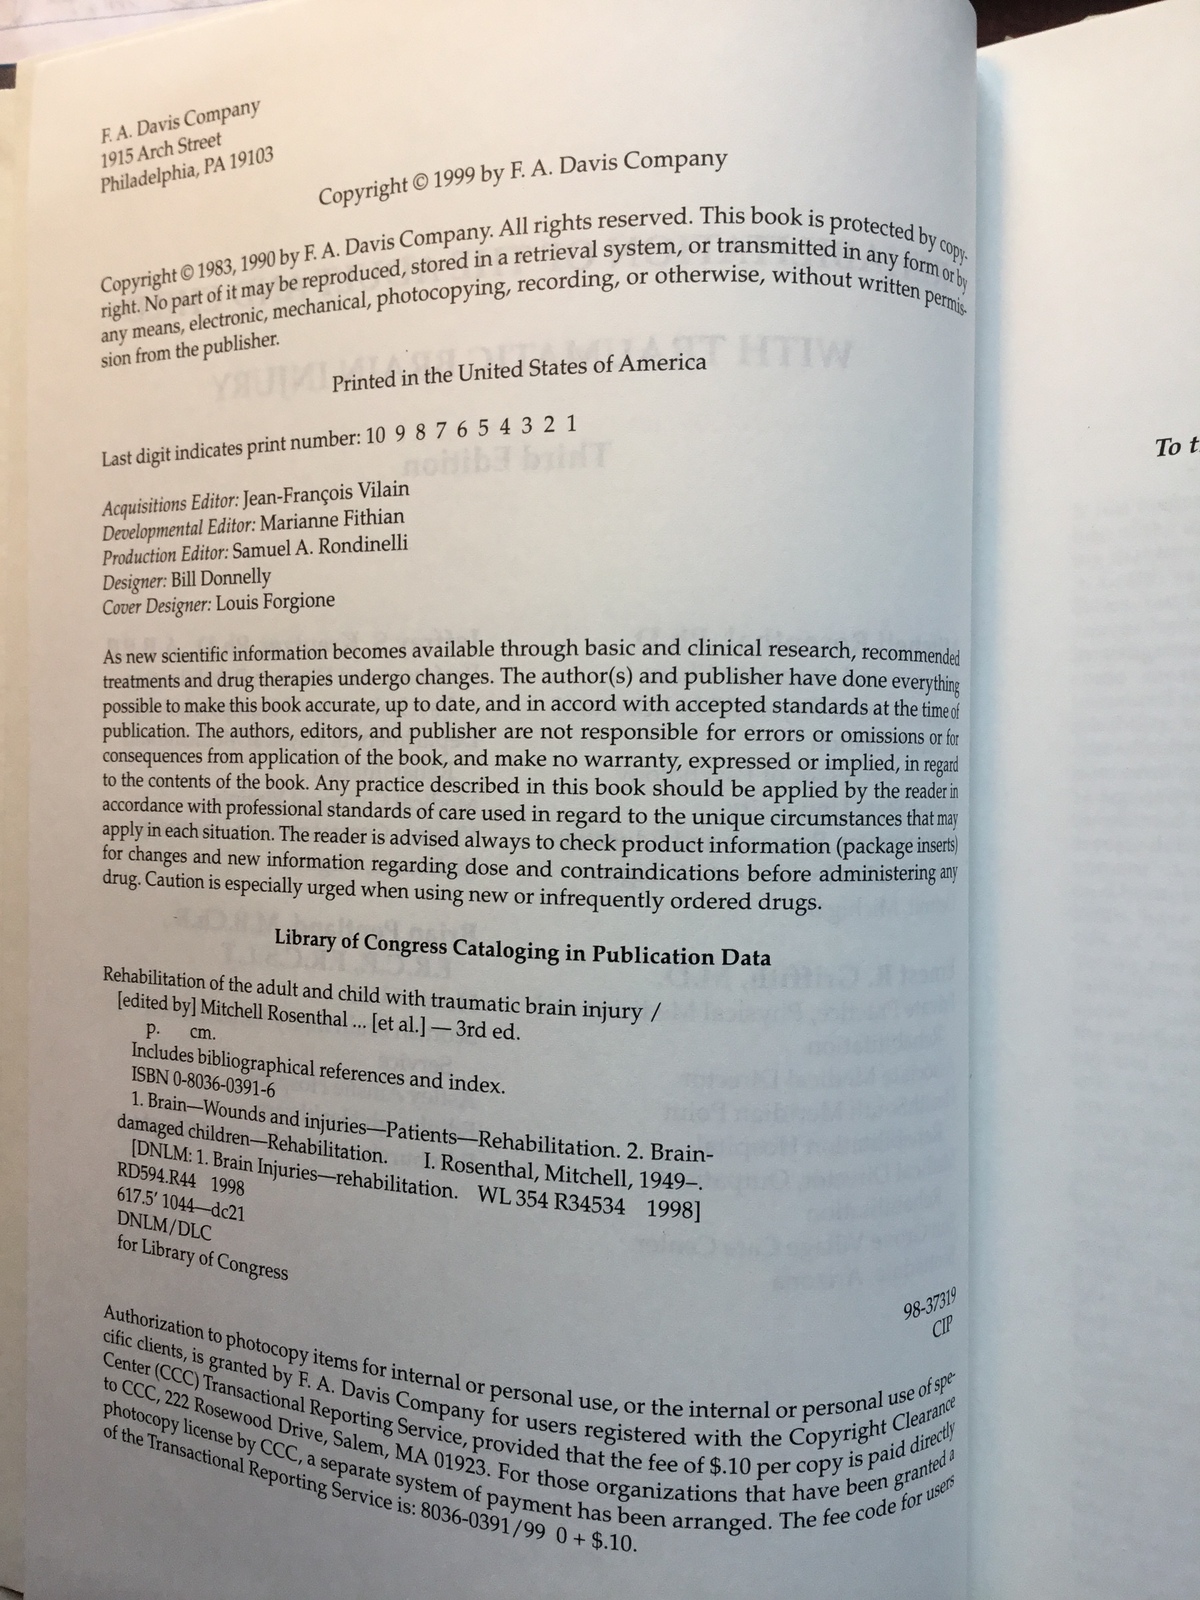 F. A. Davis Company
1915 Arch Street
Philadelphia, PA 19103
Copyright © 1999 by F. A. Davis Company
Copyright © 1983, 1990 by F. A. Davis Company. All rights reserved. This book is protected by copy-
right. No part of it may be reproduced, stored in a retrieval system, or transmitted in any form or by
any means, electronic, mechanical, photocopying, recording, or otherwise, without written permis-
sion from the publisher.
Printed in the United States of America
Last digit indicates print number: 10 9 8 7 6 5 4 3 2 1
Acquisitions Editor: Jean-François Vilain
Developmental Editor: Marianne Fithian
Production Editor: Samuel A. Rondinelli
Designer: Bill Donnelly
Cover Designer: Louis Forgione
As new scientific information becomes available through basic and clinical research, recommended
treatments and drug therapies undergo changes. The author(s) and publisher have done everything
possible to make this book accurate, up to date, and in accord with accepted standards at the time of
publication. The authors, editors, and publisher are not responsible for errors or omissions or for
consequences from application of the book, and make no warranty, expressed or implied, in regard
to the contents of the book. Any practice described in this book should be applied by the reader in
accordance with professional standards of care used in regard to the unique circumstances that may
apply in each situation. The reader is advised always to check product information (package inserts)
for changes and new information regarding dose and contraindications before administering any
drug. Caution is especially urged when using new or infrequently ordered drugs.
Library of Congress Cataloging in Publication Data
Rehabilitation of the adult and child with traumatic brain injury /
[edited by] Mitchell Rosenthal ... [et al.] — 3rd ed.
p. cm.
Includes bibliographical references and index.
ISBN 0-8036-0391-6
1. Brain—Wounds and injuries—Patients—Rehabilitation. 2. Brain-
damaged children—Rehabilitation. I. Rosenthal, Mitchell, 1949–.
[DNLM: 1. Brain Injuries—rehabilitation. WL 354 R34534 1998]
RD594.R44 1998
617.5′ 1044—dc21
DNLM/DLC
for Library of Congress
98-37319
CIP
Authorization to photocopy items for internal or personal use, or the internal or personal use of spe-
cific clients, is granted by F. A. Davis Company for users registered with the Copyright Clearance
Center (CCC) Transactional Reporting Service, provided that the fee of $.10 per copy is paid directly
to CCC, 222 Rosewood Drive, Salem, MA 01923. For those organizations that have been granted a
photocopy license by CCC, a separate system of payment has been arranged. The fee code for users
of the Transactional Reporting Service is: 8036-0391/99 0 + $.10.
To t